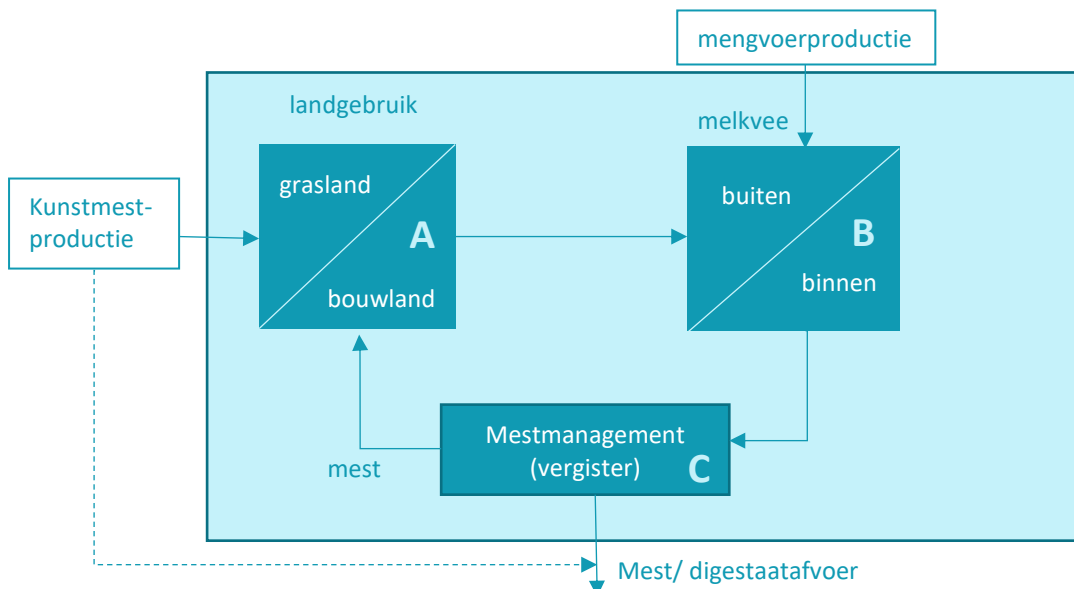 mengvoerproductie
landgebruik
melkvee
grasland
A
bouwland
buiten
B
binnen
Kunstmest-
productie
Mestmanagement
(vergister)
C
mest
Mest/ digestaatafvoer